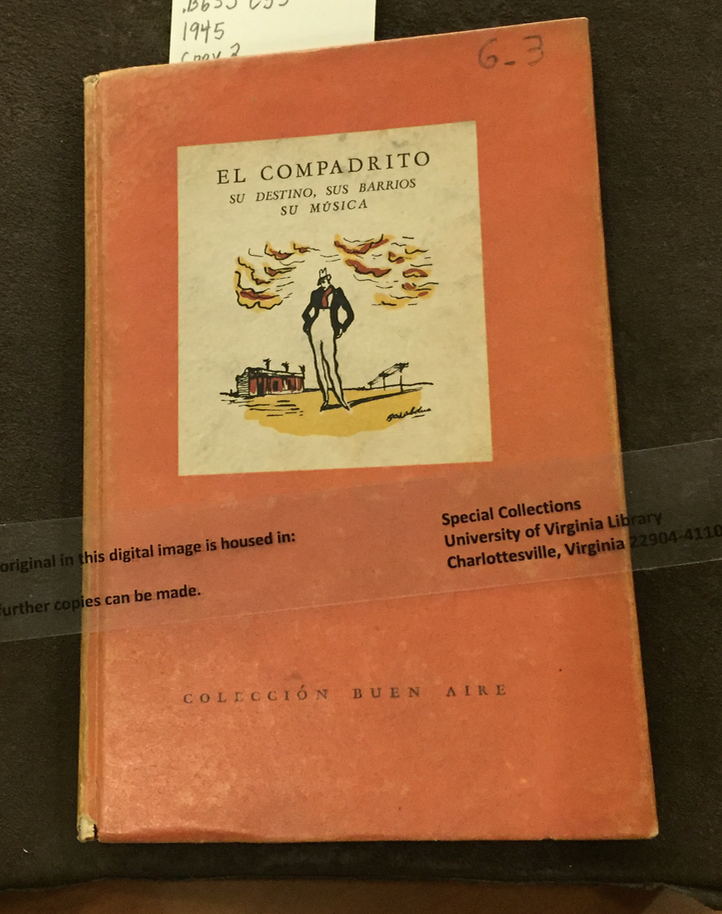 1945
6-3
EL COMPADRITO
SU DESTINO, SUS BARRIOS
SU MÚSICA
original in this digital image is housed in:
further copies can be made.
Special Collections
University of Virginia Library
Charlottesville, Virginia 22904-4110
COLECCIÓN BUEN AIRE